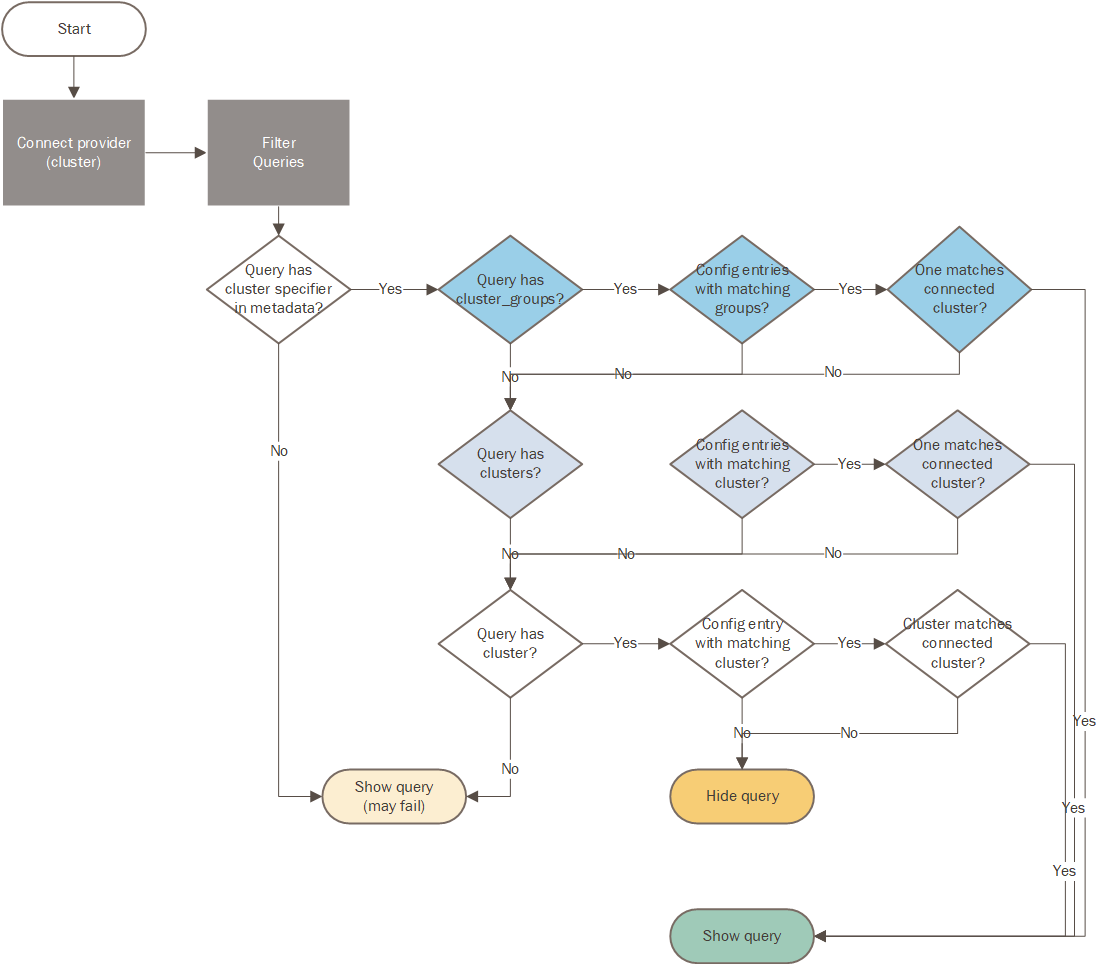 Start
Connect provider
(cluster)
Filter
Queries
Query has
cluster specifier
in metadata?
Yes
Query has
cluster_groups?
Yes
Config entries
with matching
groups?
Yes
One matches
connected
cluster?
No
No
No
No
Query has
clusters?
Config entries
with matching
cluster?
Yes
One matches
connected
cluster?
No
No
No
Query has
cluster?
Yes
Config entry
with matching
cluster?
Yes
Cluster matches
connected
cluster?
Yes
No
No
No
Show query
(may fail)
Hide query
Yes
Yes
Show query